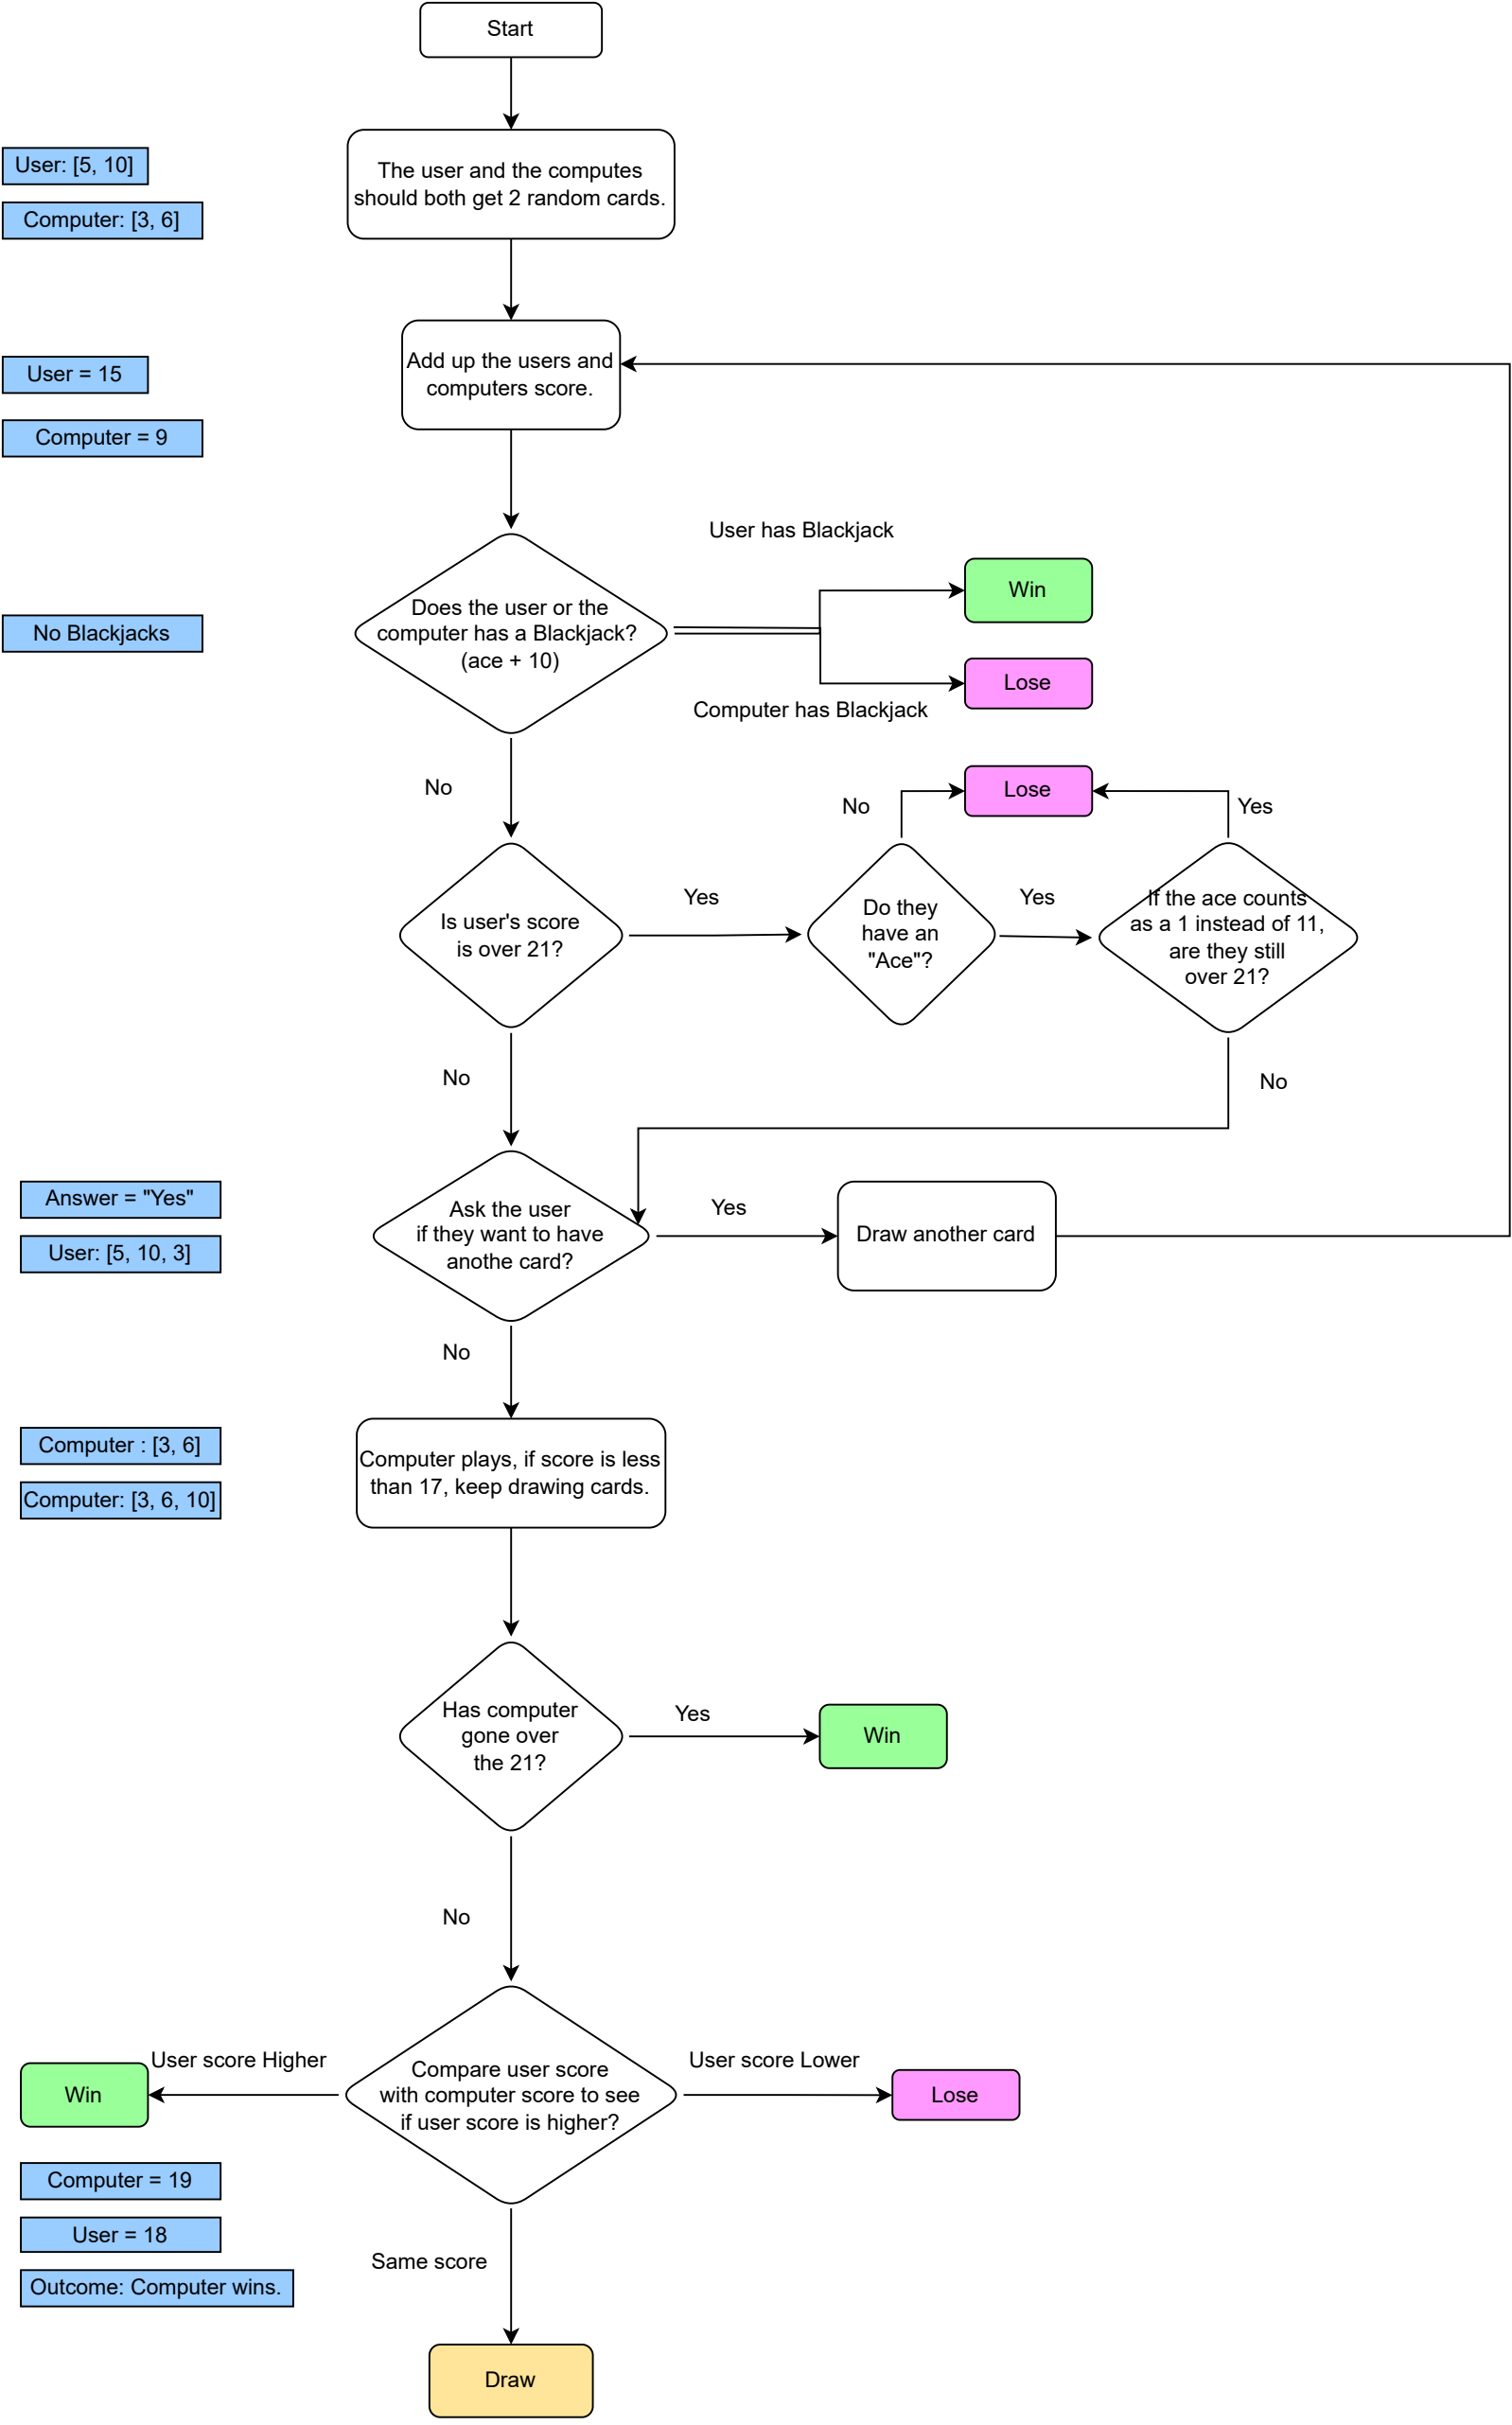 Start
User: [5, 10]
Computer: [3, 6]
The user and the computes
should both get 2 random cards.
User = 15
Computer = 9
Add up the users and
computers score.
User has Blackjack
Win
No Blackjacks
Does the user or the
computer has a Blackjack?
(ace + 10)
Lose
Computer has Blackjack
No
Lose
No
Yes
Is user's score
is over 21?
Yes
Do they
have an
"Ace"?
Yes
If the ace counts
as a 1 instead of 11,
are they still
over 21?
No
No
Answer = "Yes"
User: [5, 10, 3]
Ask the user
if they want to have
anothe card?
Yes
Draw another card
No
Computer : [3, 6]
Computer: [3, 6, 10]
Computer plays, if score is less
than 17, keep drawing cards.
Has computer
gone over
the 21?
Yes
Win
No
User score Higher
Win
Compare user score
with computer score to see
if user score is higher?
User score Lower
Lose
Computer = 19
User = 18
Outcome: Computer wins.
Same score
Draw